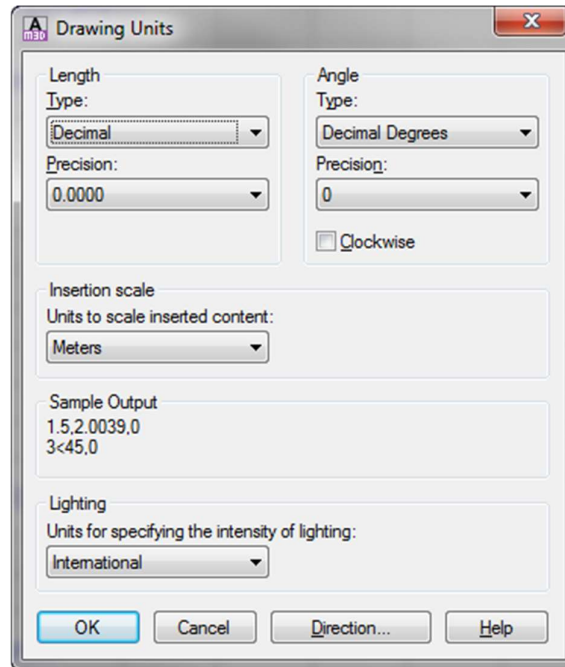 A
M3D
Drawing Units
Length
Type:
Decimal
Precision:
0.0000
Angle
Type:
Decimal Degrees
Precision:
0
Clockwise
Insertion scale
Units to scale inserted content:
Meters
Sample Output
1.5,2.0039,0
3<45,0
Lighting
Units for specifying the intensity of lighting:
International
OK
Cancel
Direction...
Help